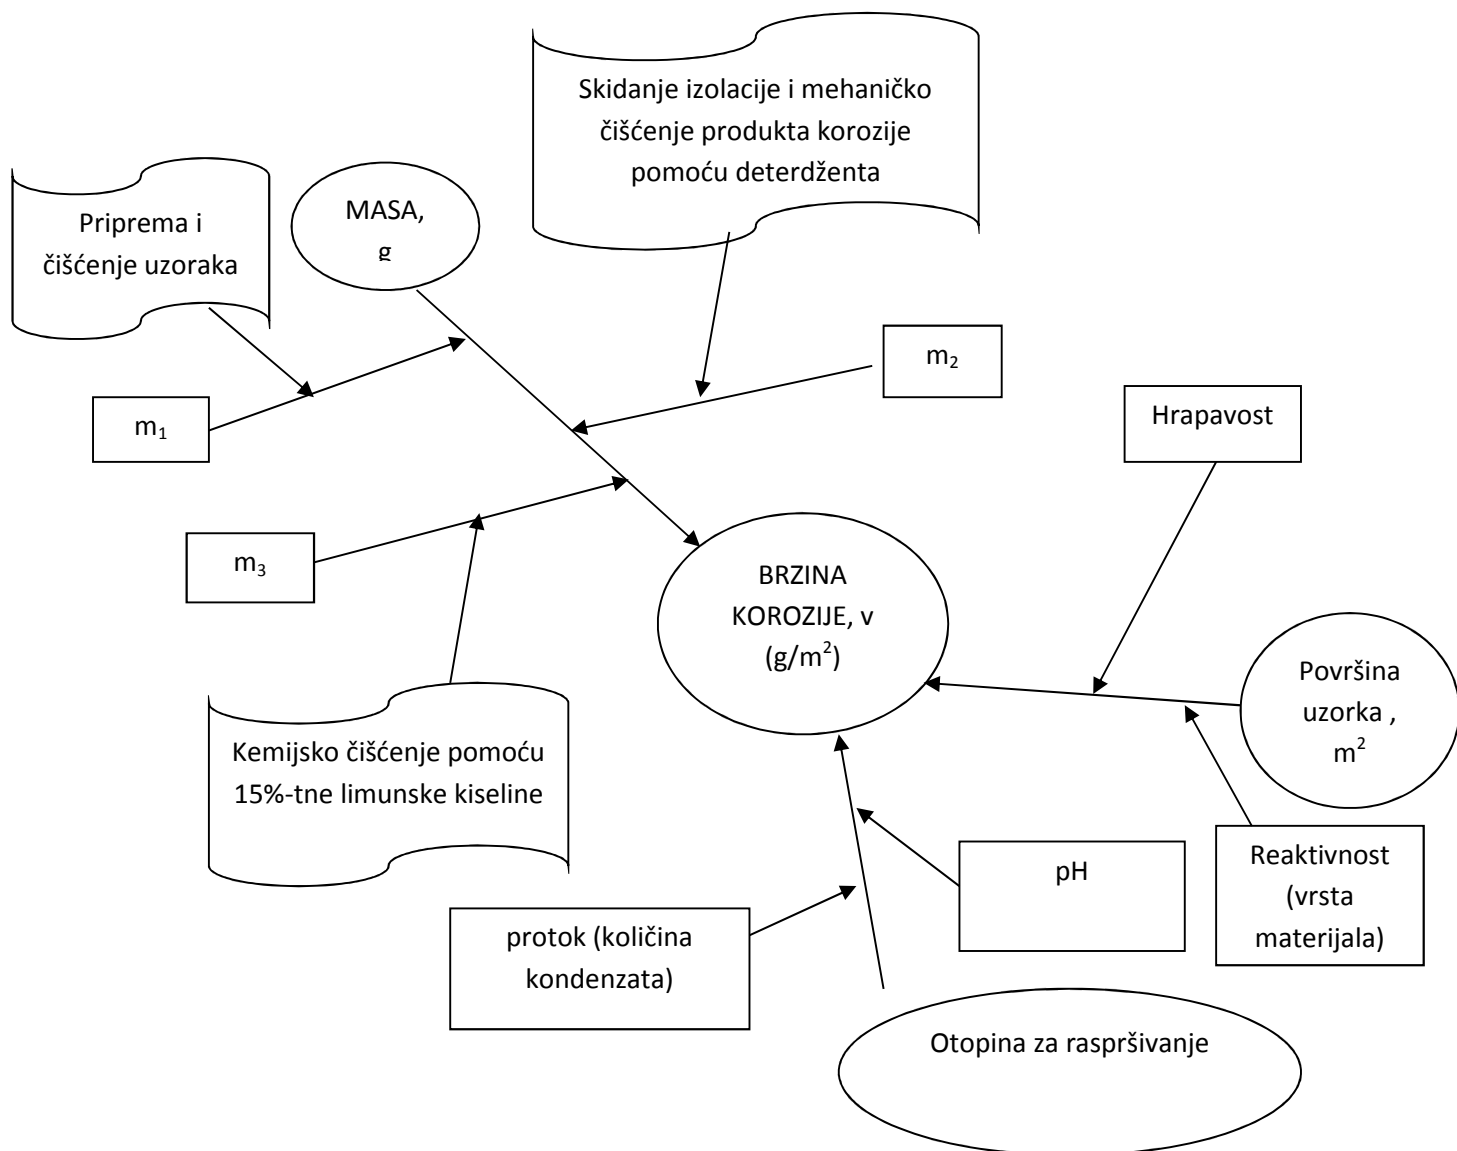 Skidanje izolacije i mehaničko
čišćenje produkta korozije
pomoću deterdženta
Priprema i
čišćenje uzoraka
MASA,
g
m₂
m₁
Hrapavost
m₃
BRZINA
KOROZIJE, v
(g/m²)
Površina
uzorka ,
m²
Kemijsko čišćenje pomoću
15%-tne limunske kiseline
pH
Reaktivnost
(vrsta
materijala)
protok (količina
kondenzata)
Otopina za raspršivanje